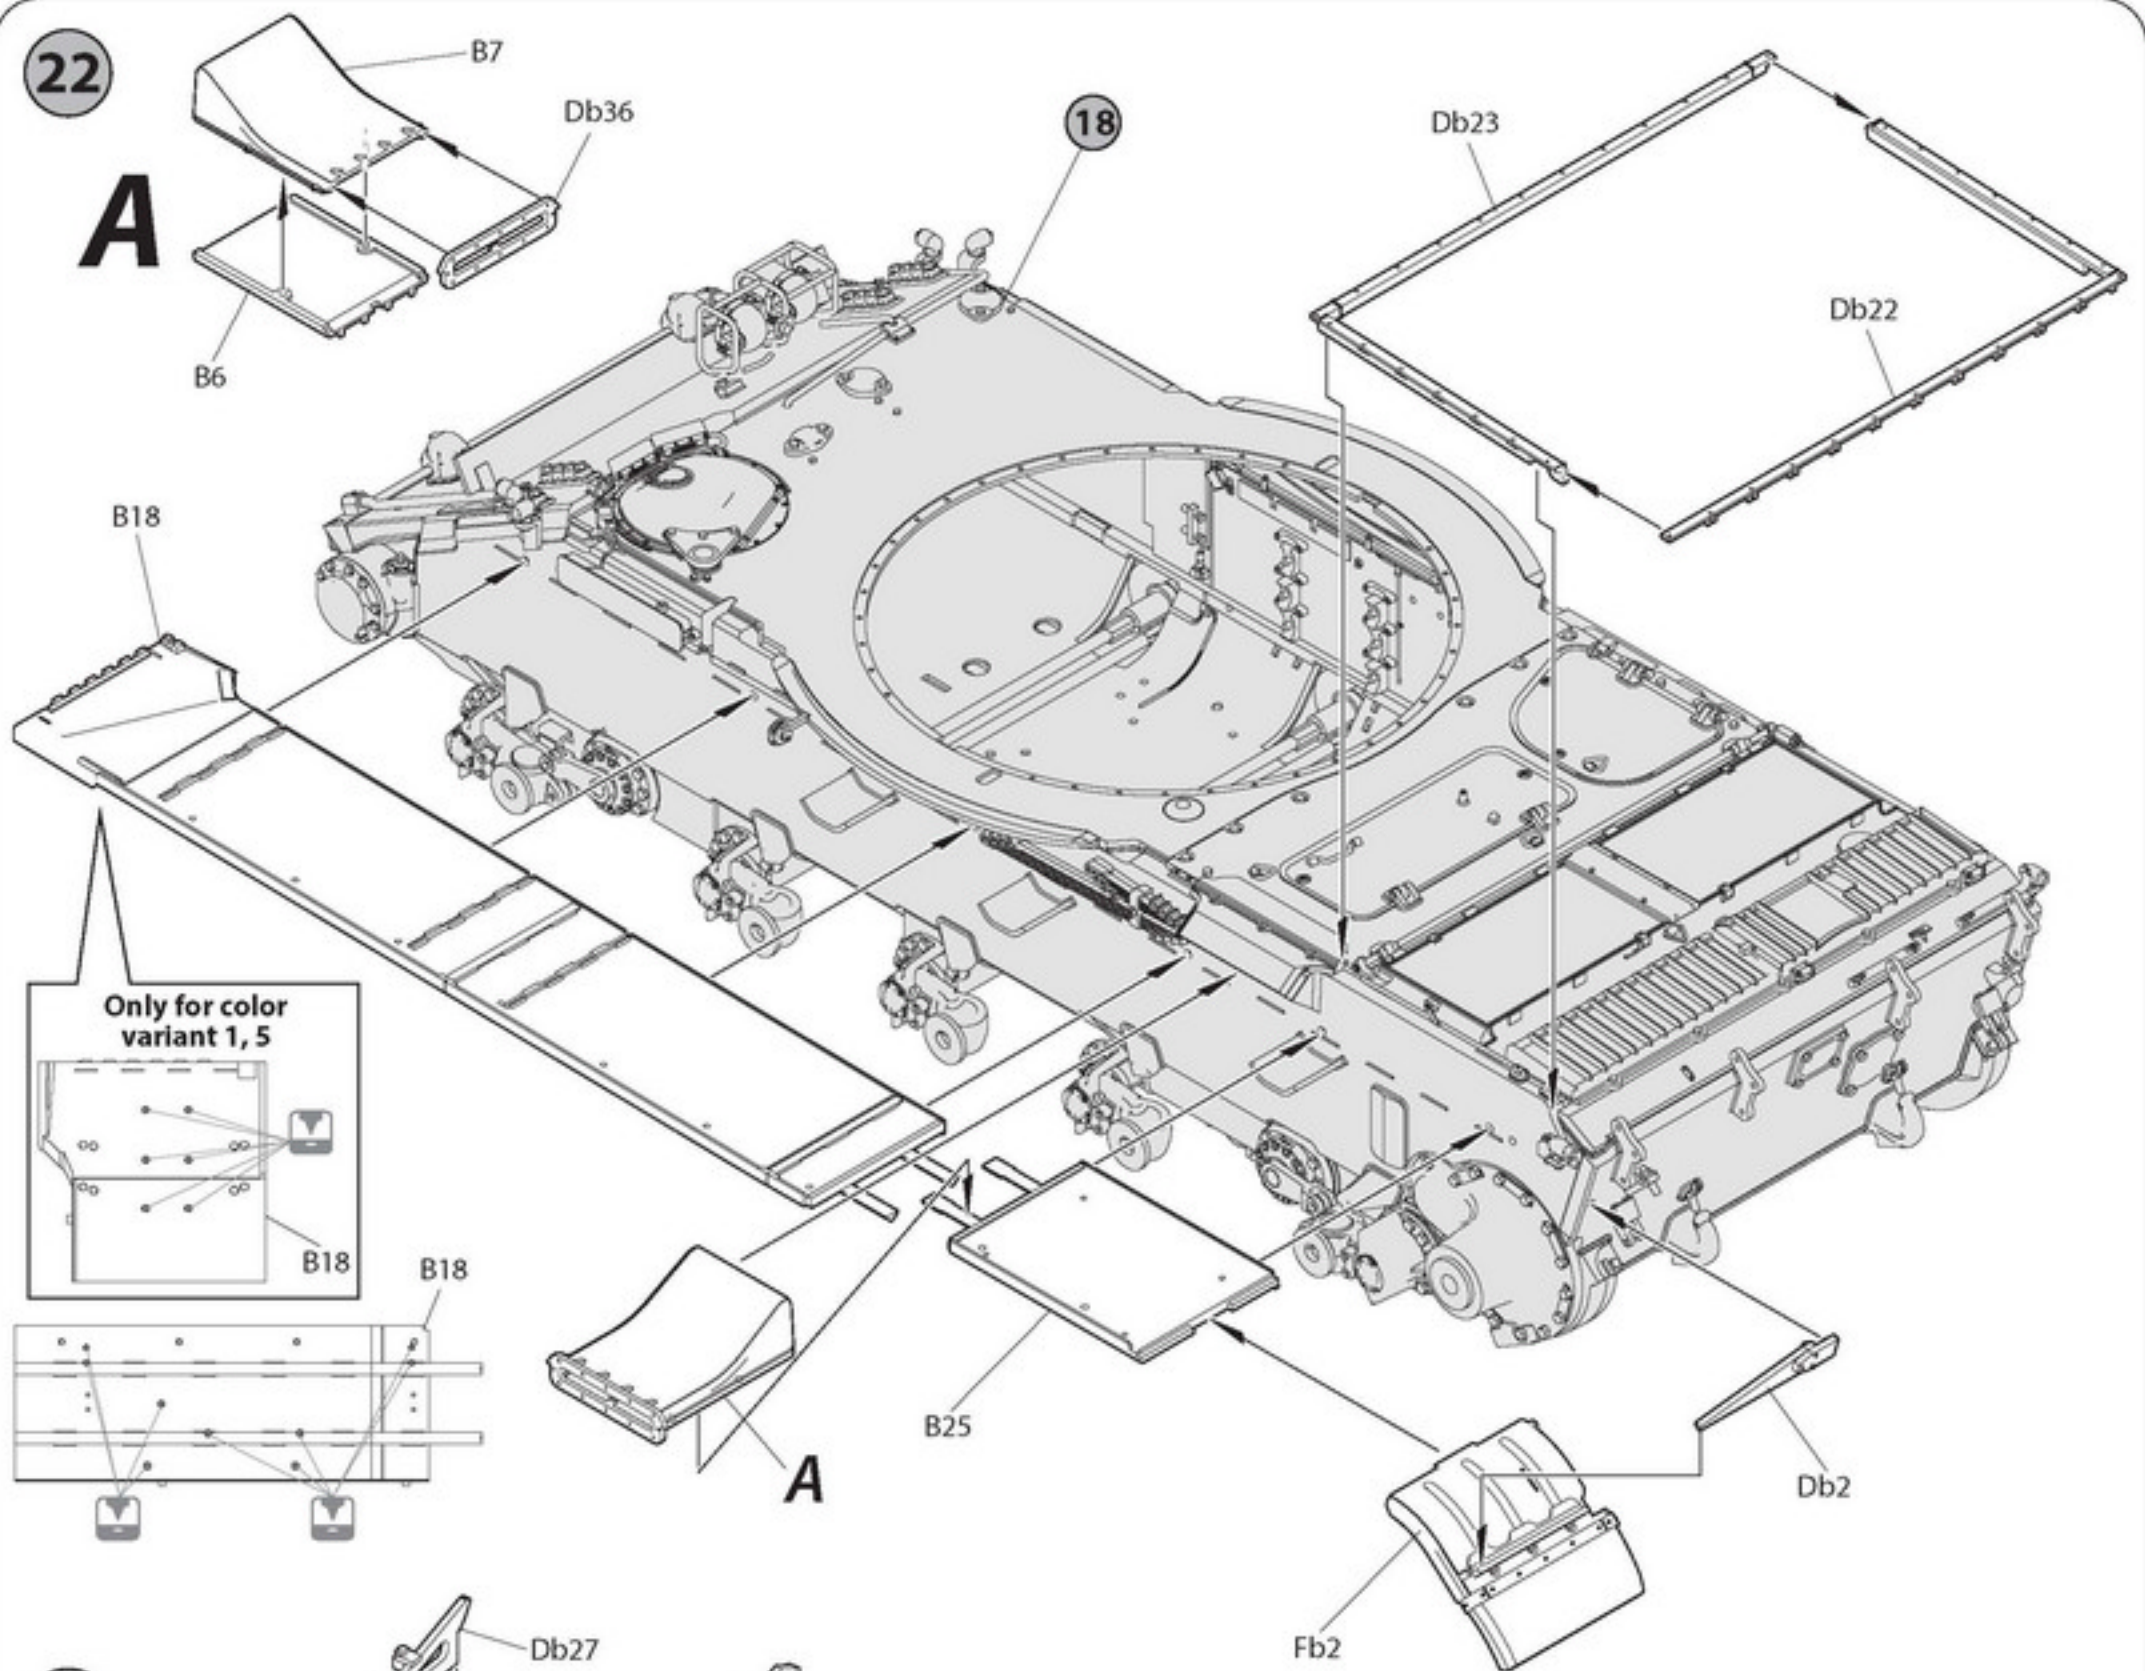 22
B7
Db36
A
B6
18
Db23
Db22
B18
Only for color
variant 1, 5
B18
B18
A
B25
Db2
Fb2
Db27